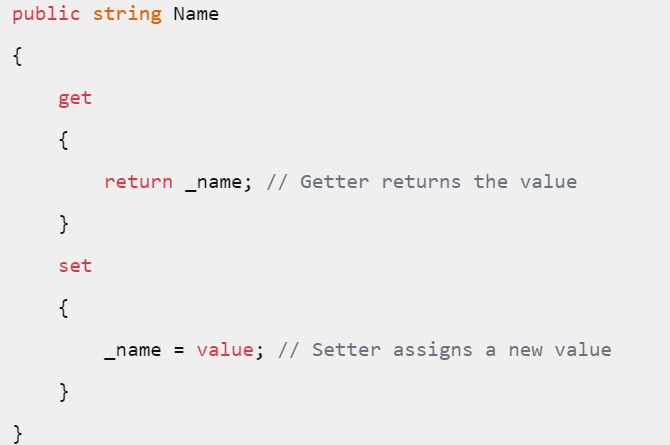 public string Name
{
    get
    {
        return _name; // Getter returns the value
    }
    set
    {
        _name = value; // Setter assigns a new value
    }
}